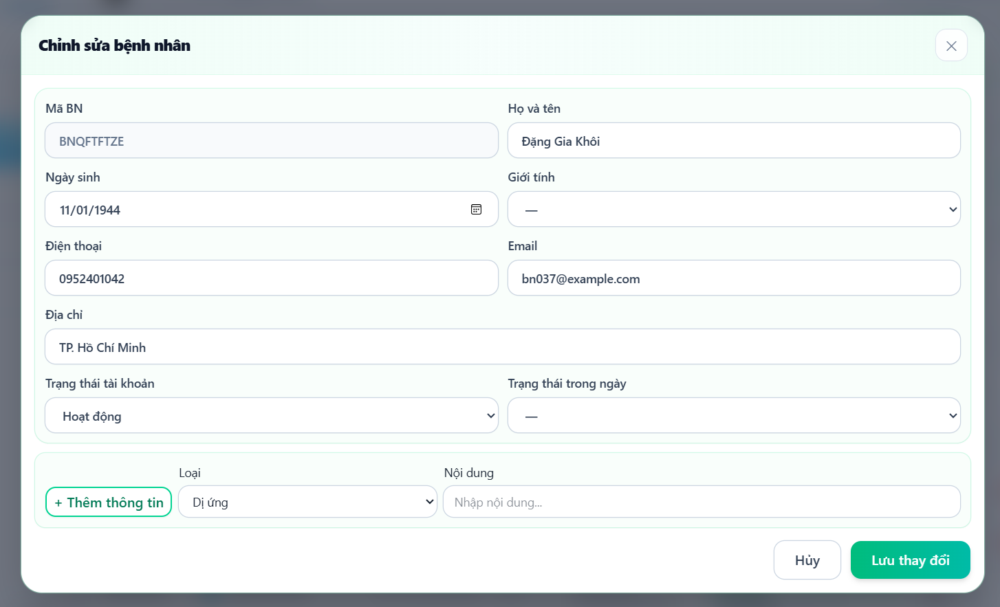 Chỉnh sửa bệnh nhân
Mã BN
Họ và tên
BNQFTFTZE
Đặng Gia Khôi
Ngày sinh
Giới tính
11/01/1944
—
Điện thoại
Email
0952401042
bn037@example.com
Địa chỉ
TP. Hồ Chí Minh
Trạng thái tài khoản
Trạng thái trong ngày
Hoạt động
—
Loại
Nội dung
+ Thêm thông tin
Dị ứng
Nhập nội dung...
Hủy
Lưu thay đổi